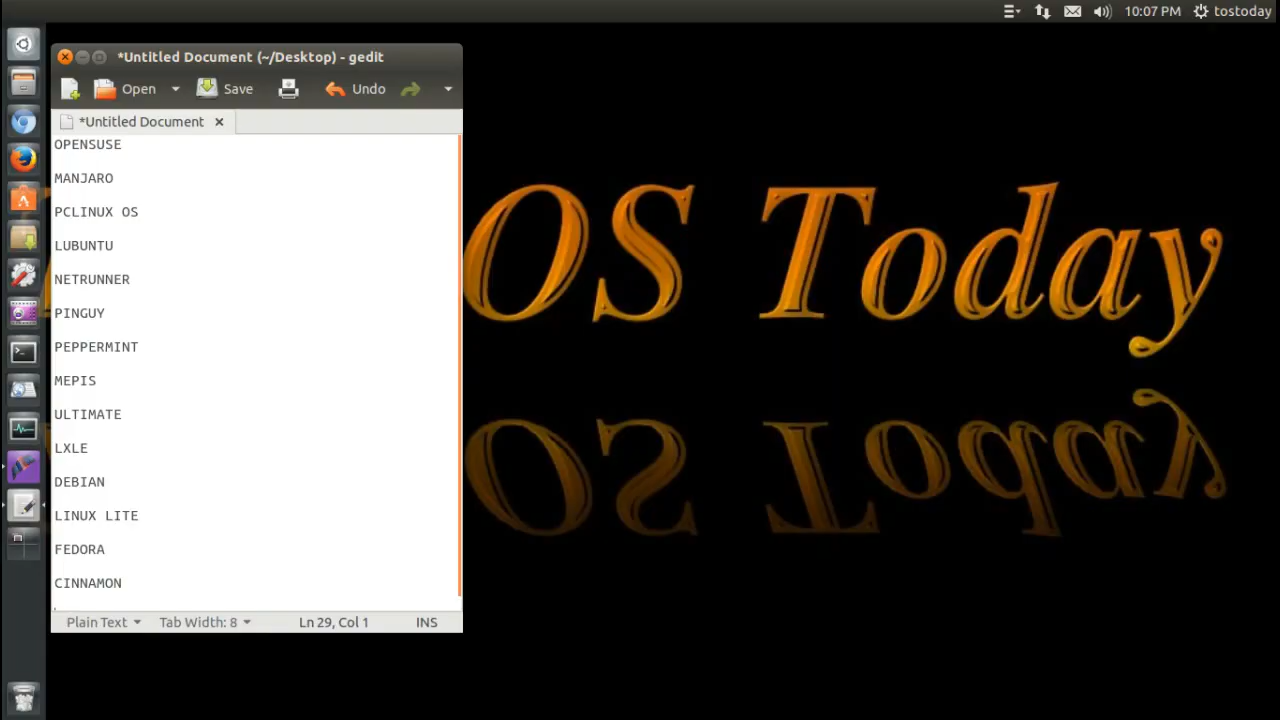 10:07 PM tostoday
*Untitled Document (~/Desktop) - gedit
Open Save Undo
*Untitled Document
OPENSUSE
MANJARO
PCLINUX OS
LUBUNTU
NETRUNNER
PINGUY
PEPPERMINT
MEPIS
ULTIMATE
LXLE
DEBIAN
LINUX LITE
FEDORA
CINNAMON
Plain Text Tab Width: 8 Ln 29, Col 1 INS
OS Today
OS Today